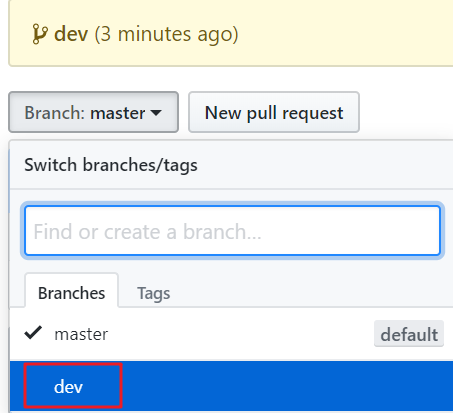 dev (3 minutes ago)
Branch: master New pull request
Switch branches/tags
Find or create a branch...
Branches Tags
master default
dev